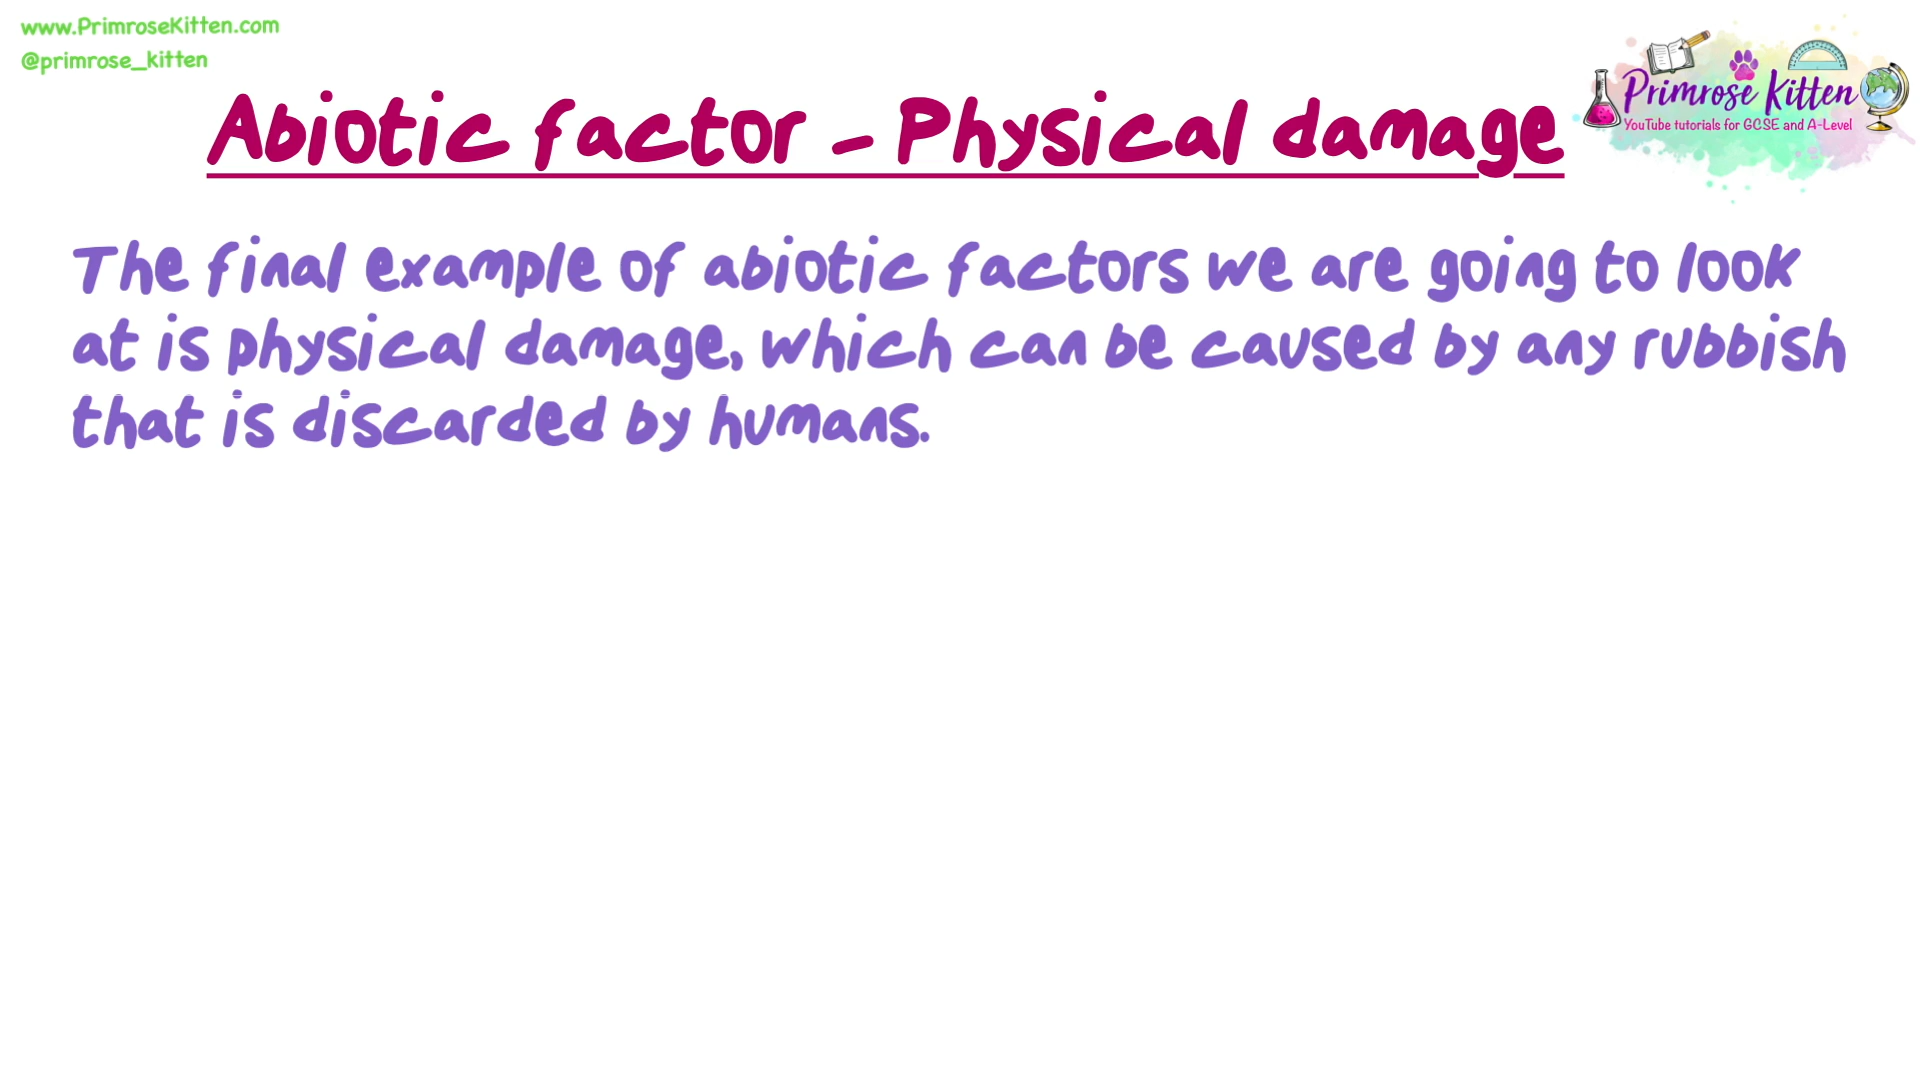 www.PrimroseKitten.com
@primrose_kitten
Primrose Kitten
YouTube tutorials for GCSE and A-Level
Abiotic factor - Physical damage
The final example of abiotic factors we are going to look
at is physical damage, which can be caused by any rubbish
that is discarded by humans.